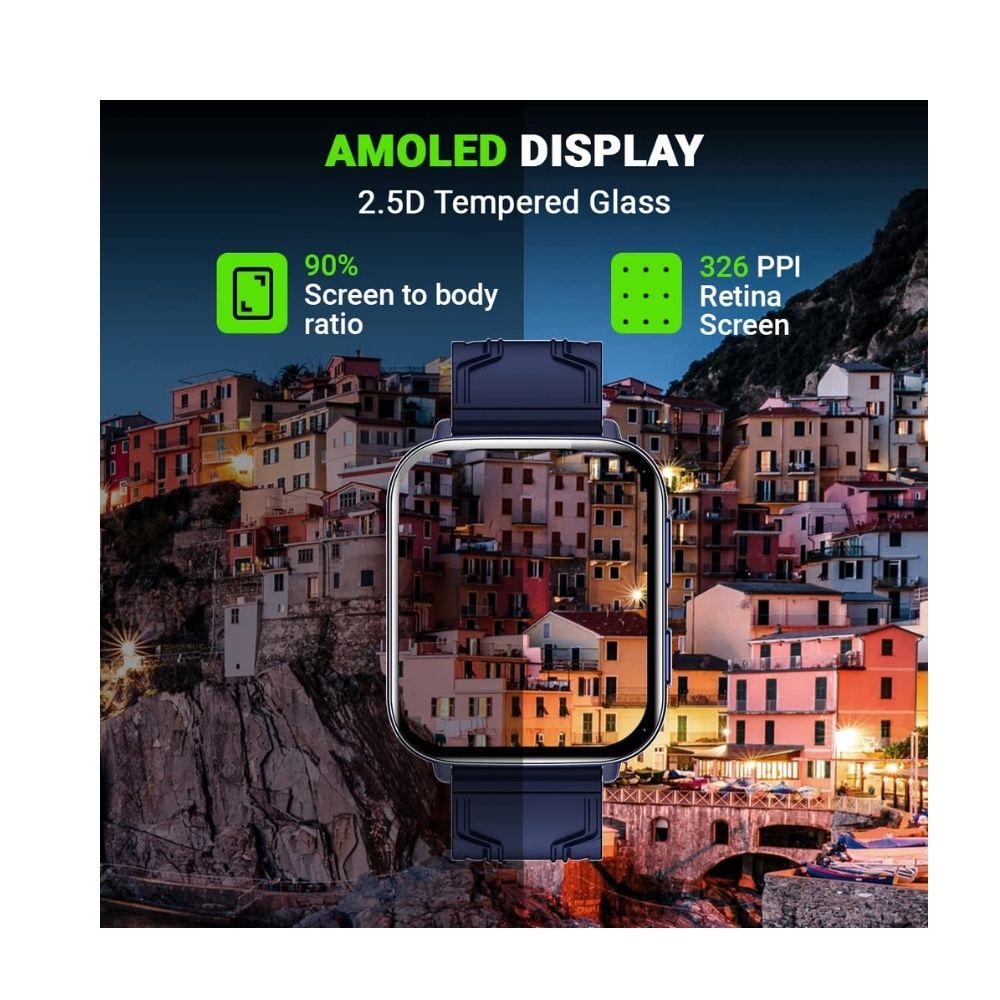 AMOLED DISPLAY
2.5D Tempered Glass
90%
Screen to body
ratio
326 PPI
Retina
Screen